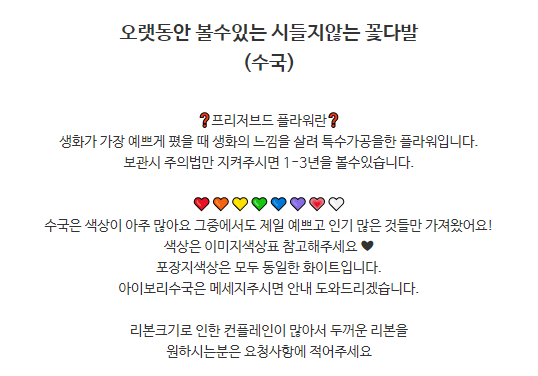 오랫동안 볼수있는 시들지않는 꽃다발
(수국)
❓프리저브드 플라워란❓
생화가 가장 예쁘게 폈을 때 생화의 느낌을 살려 특수가공을한 플라워입니다.
보관시 주의법만 지켜주시면 1-3년을 볼수있습니다.
수국은 색상이 아주 많아요 그중에서도 제일 예쁘고 인기 많은 것들만 가져왔어요!
색상은 이미지색상표 참고해주세요 🖤
포장지색상은 모두 동일한 화이트입니다.
아이보리수국은 메세지주시면 안내 도와드리겠습니다.
리본크기로 인한 컨플레인이 많아서 두꺼운 리본을
원하시는분은 요청사항에 적어주세요